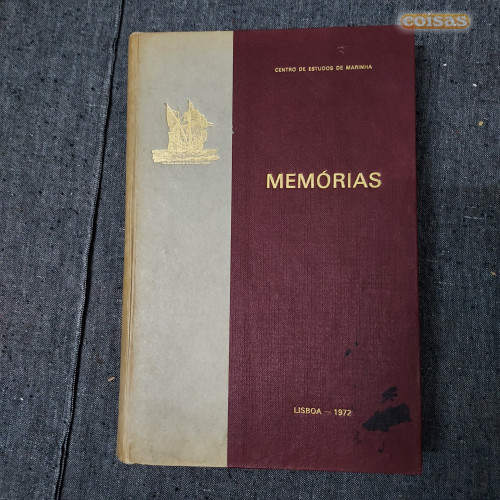 coisas
CENTRO DE ESTUDOS DE MARINHA
MEMÓRIAS
LISBOA — 1972